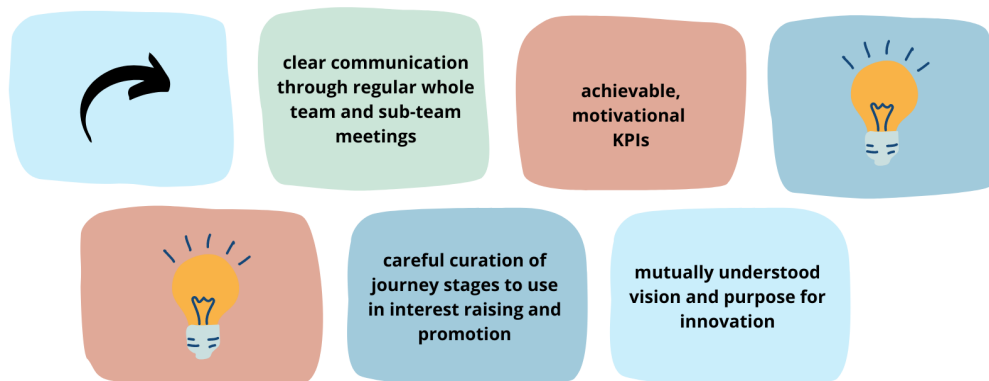 clear communication
through regular whole
team and sub-team
meetings
achievable,
motivational
KPIs
careful curation of
journey stages to use
in interest raising and
promotion
mutually understood
vision and purpose for
innovation